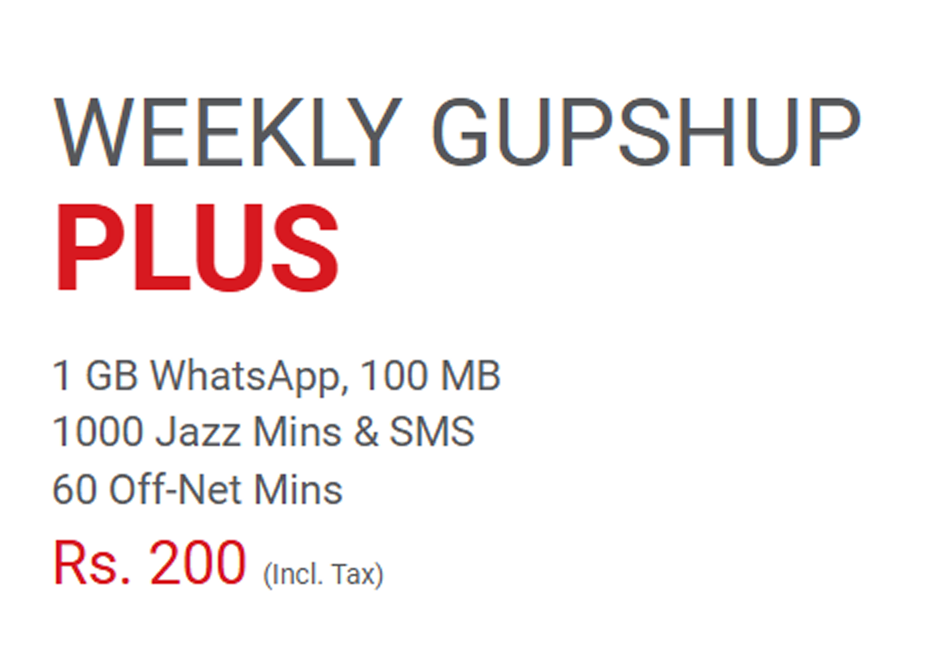 WEEKLY GUPSHUP
PLUS
1 GB WhatsApp, 100 MB
1000 Jazz Mins & SMS
60 Off-Net Mins
Rs. 200 (Incl. Tax)